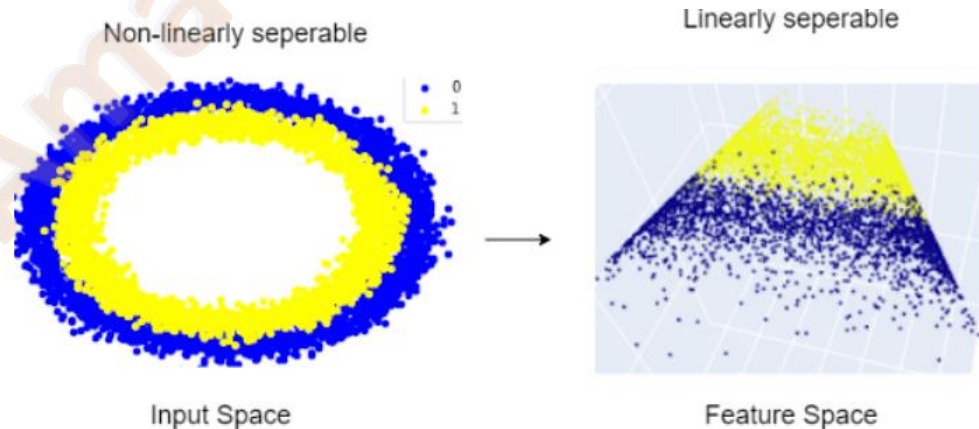 Non-linearly seperable
Linearly seperable
0
1
Input Space
Feature Space